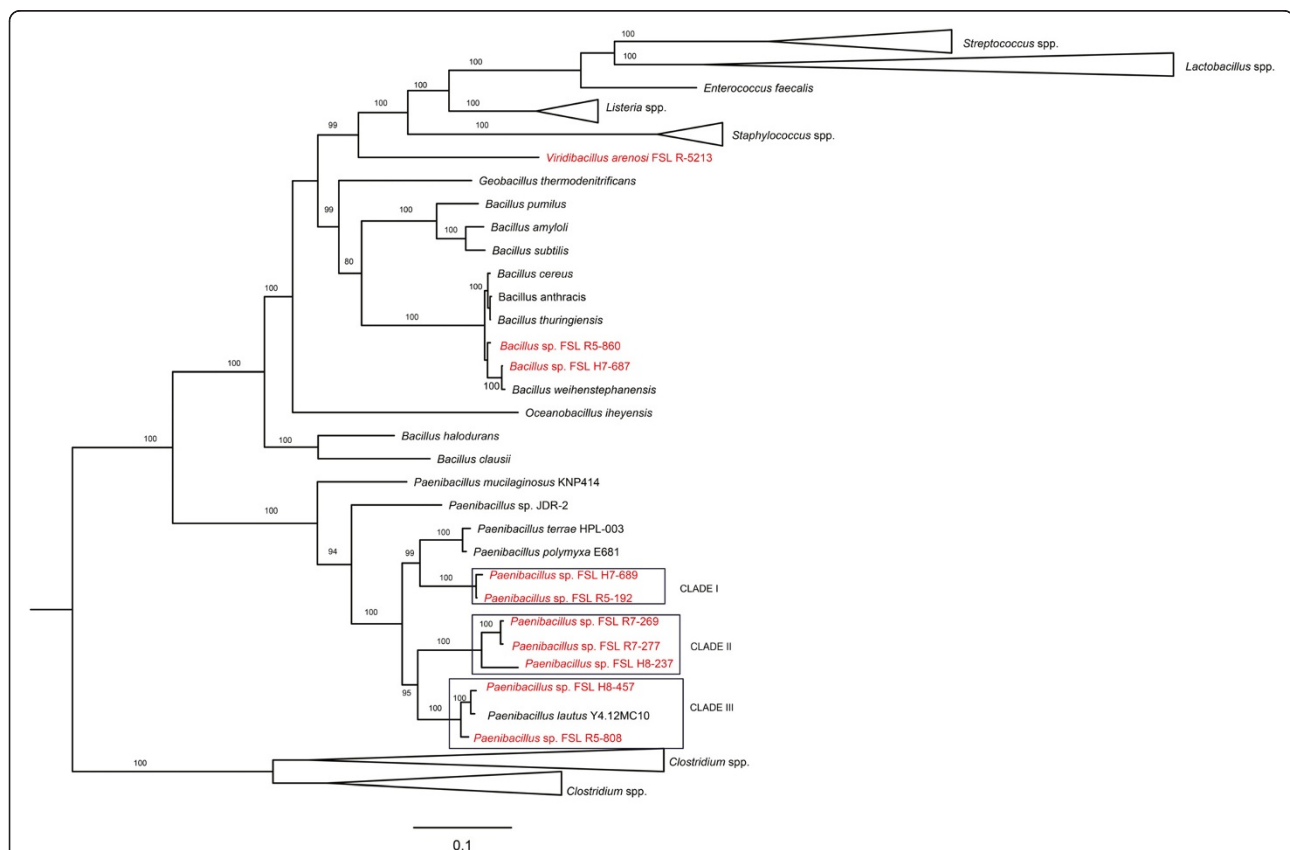 100
Streptococcus spp.
100
Lactobacillus spp.
100
Enterococcus faecalis
100
100
Listeria spp.
100
99
100
Staphylococcus spp.
Viridibacillus arenosi FSL R-5213
Geobacillus thermodenitrificans
99
100
Bacillus pumilus
100
Bacillus amyloli
Bacillus subtilis
80
Bacillus cereus
100
Bacillus anthracis
100
Bacillus thuringiensis
Bacillus sp. FSL R5-860
100
Bacillus sp. FSL H7-687
100
Bacillus weihenstephanensis
Oceanobacillus iheyensis
100
100
Bacillus halodurans
Bacillus clausii
Paenibacillus mucilaginosus KNP414
100
Paenibacillus sp. JDR-2
94
100
Paenibacillus terrae HPL-003
99
Paenibacillus polymyxa E681
100
Paenibacillus sp. FSL H7-689
CLADE I
Paenibacillus sp. FSL R5-192
100
100
Paenibacillus sp. FSL R7-269
100
Paenibacillus sp. FSL R7-277
CLADE II
Paenibacillus sp. FSL H8-237
95
Paenibacillus sp. FSL H8-457
100
100
CLADE III
Paenibacillus lautus Y4.12MC10
Paenibacillus sp. FSL R5-808
100
Clostridium spp.
Clostridium spp.
0.1